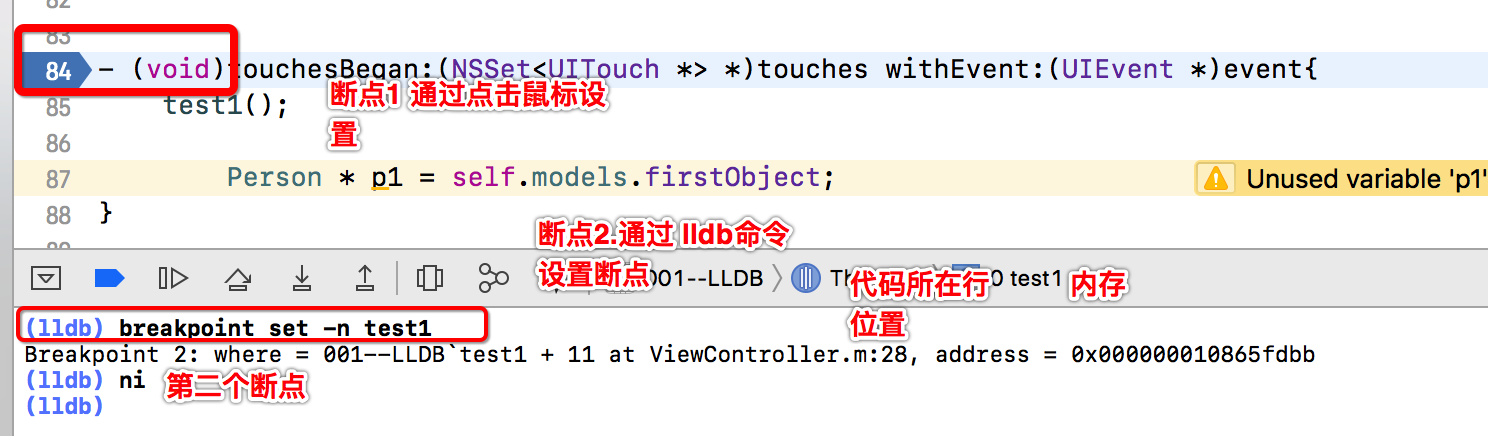 82
83
84 - (void)touchesBegan:(NSSet<UITouch *> *)touches withEvent:(UIEvent *)event{
85 test1();
断点1 通过点击鼠标设
置
86
87 Person * p1 = self.models.firstObject;
Unused variable 'p1'
88 }
断点2.通过 lldb命令
设置断点
001--LLDB
Th
0 test1
代码所在行
内存
位置
(lldb) breakpoint set -n test1
Breakpoint 2: where = 001--LLDB`test1 + 11 at ViewController.m:28, address = 0x000000010865fdbb
(lldb) ni
第二个断点
(lldb)